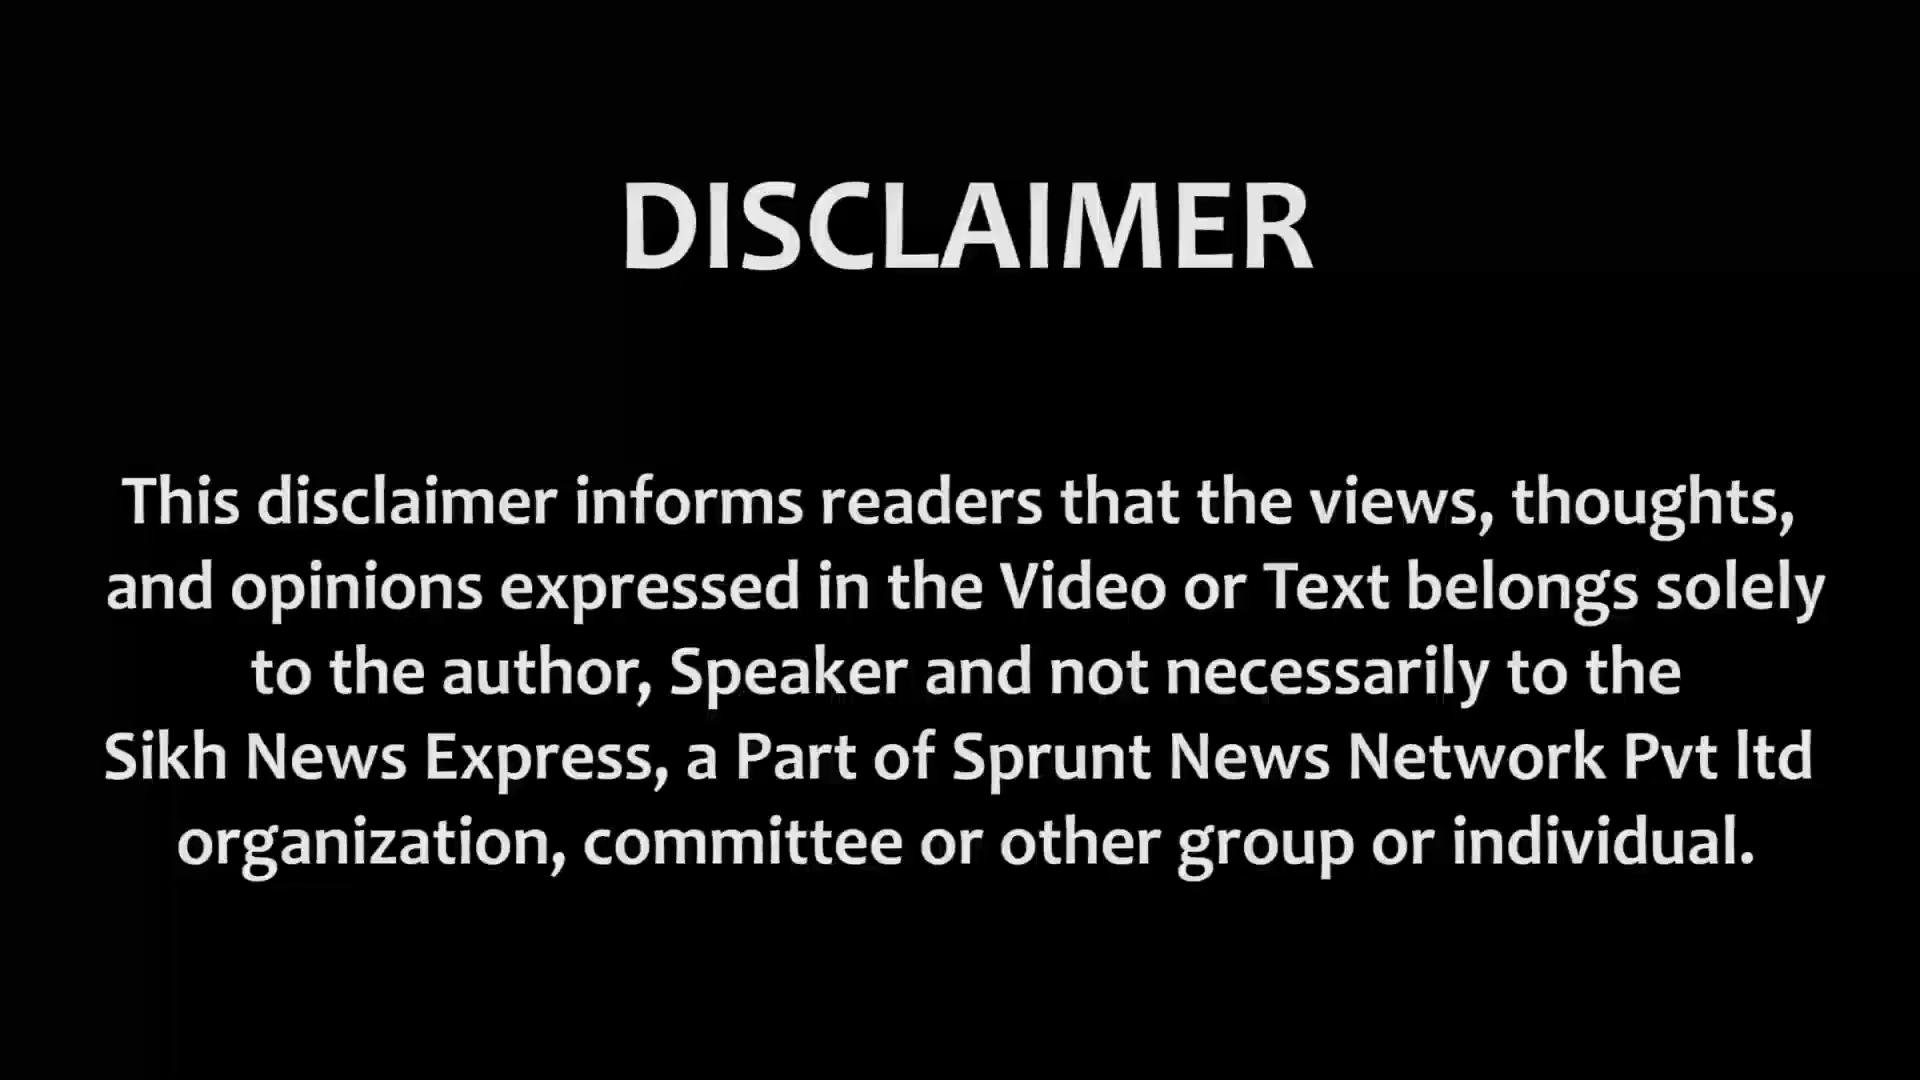 DISCLAIMER
This disclaimer informs readers that the views, thoughts,
and opinions expressed in the Video or Text belongs solely
to the author, Speaker and not necessarily to the
Sikh News Express, a Part of Sprunt News Network Pvt ltd
organization, committee or other group or individual.